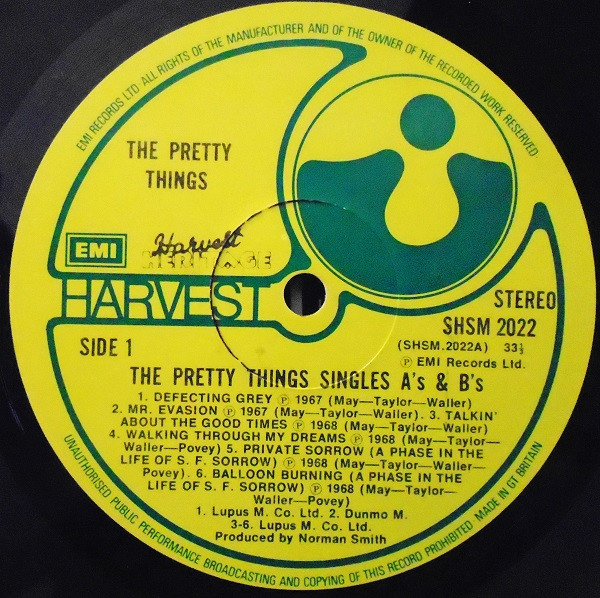 EMI RECORDS LTD ALL RIGHTS OF THE MANUFACTURER AND OF THE OWNER OF THE RECORDED WORK RESERVED·
THE PRETTY
THINGS
Harvest
HERITAGE
EMI
HARVEST
STEREO
SHSM 2022
(SHSM.2022A) 33⅓
Ⓟ EMI Records Ltd.
SIDE 1
THE PRETTY THINGS SINGLES A's & B's
1. DEFECTING GREY Ⓟ 1967 (May—Taylor—Waller)
2. MR. EVASION Ⓟ 1967 (May—Taylor—Waller). 3. TALKIN'
ABOUT THE GOOD TIMES Ⓟ 1968 (May—Taylor—Waller)
4. WALKING THROUGH MY DREAMS Ⓟ 1968 (May—Taylor—
Waller—Povey) 5. PRIVATE SORROW (A PHASE IN THE
LIFE OF S. F. SORROW) Ⓟ 1968 (May—Taylor—Waller—
Povey). 6. BALLOON BURNING (A PHASE IN THE
LIFE OF S. F. SORROW) Ⓟ 1968 (May—Taylor—
Waller—Povey)
1. Lupus M. Co. Ltd. 2. Dunmo M.
3-6. Lupus M. Co. Ltd.
Produced by Norman Smith
UNAUTHORISED PUBLIC PERFORMANCE BROADCASTING AND COPYING OF THIS RECORD PROHIBITED· MADE IN GT BRITAIN